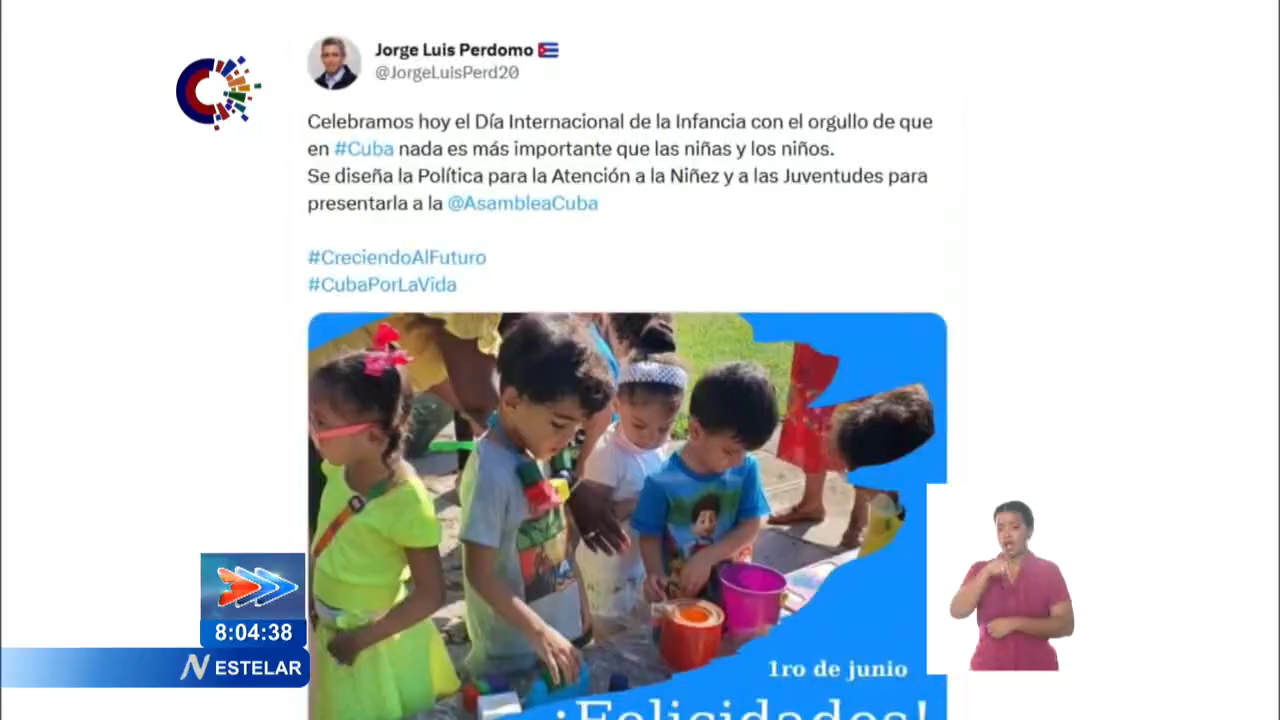 Jorge Luis Perdomo
@JorgeLuisPerd20
Celebramos hoy el Día Internacional de la Infancia con el orgullo de que
en #Cuba nada es más importante que las niñas y los niños.
Se diseña la Política para la Atención a la Niñez y a las Juventudes para
presentarla a la @AsambleaCuba
#CreciendoAlFuturo
#CubaPorLaVida
1ro de junio
¡Felicidades!
8:04:38
N ESTELAR